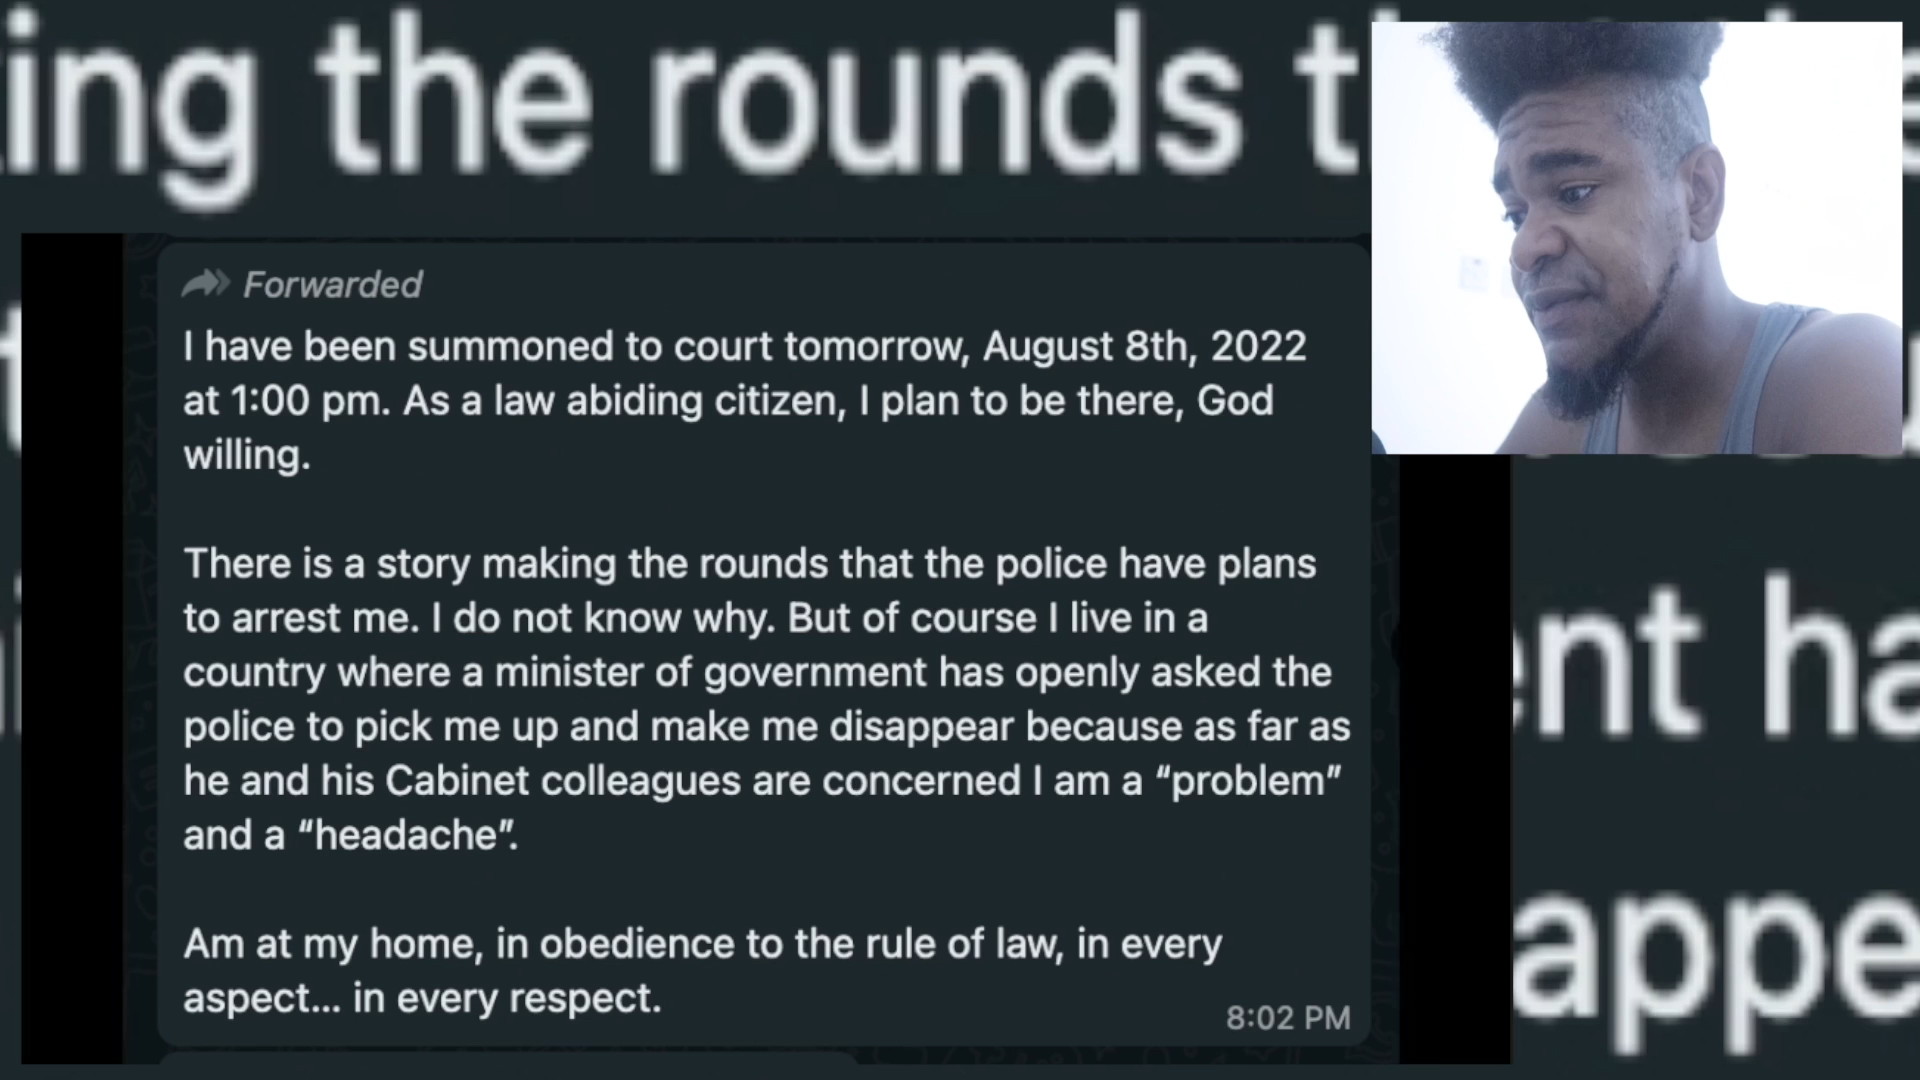 ing the rounds t
Forwarded
I have been summoned to court tomorrow, August 8th, 2022
at 1:00 pm. As a law abiding citizen, I plan to be there, God
willing.
There is a story making the rounds that the police have plans
to arrest me. I do not know why. But of course I live in a
country where a minister of government has openly asked the
police to pick me up and make me disappear because as far as
he and his Cabinet colleagues are concerned I am a “problem”
and a “headache”.
Am at my home, in obedience to the rule of law, in every
aspect... in every respect.
8:02 PM
ent ha
appe